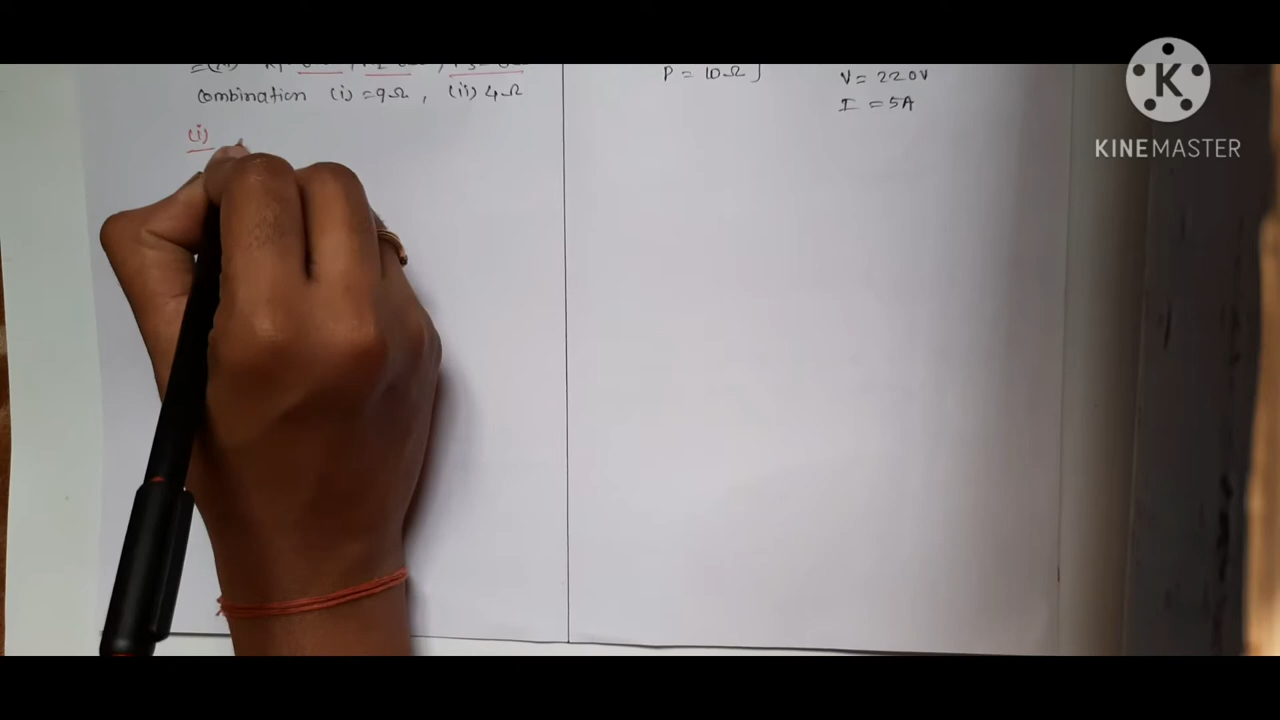 combination (i) = 9Ω , (ii) 4Ω
(i)
P = 10Ω }
V = 220V
I = 5A
K
KINEMASTER